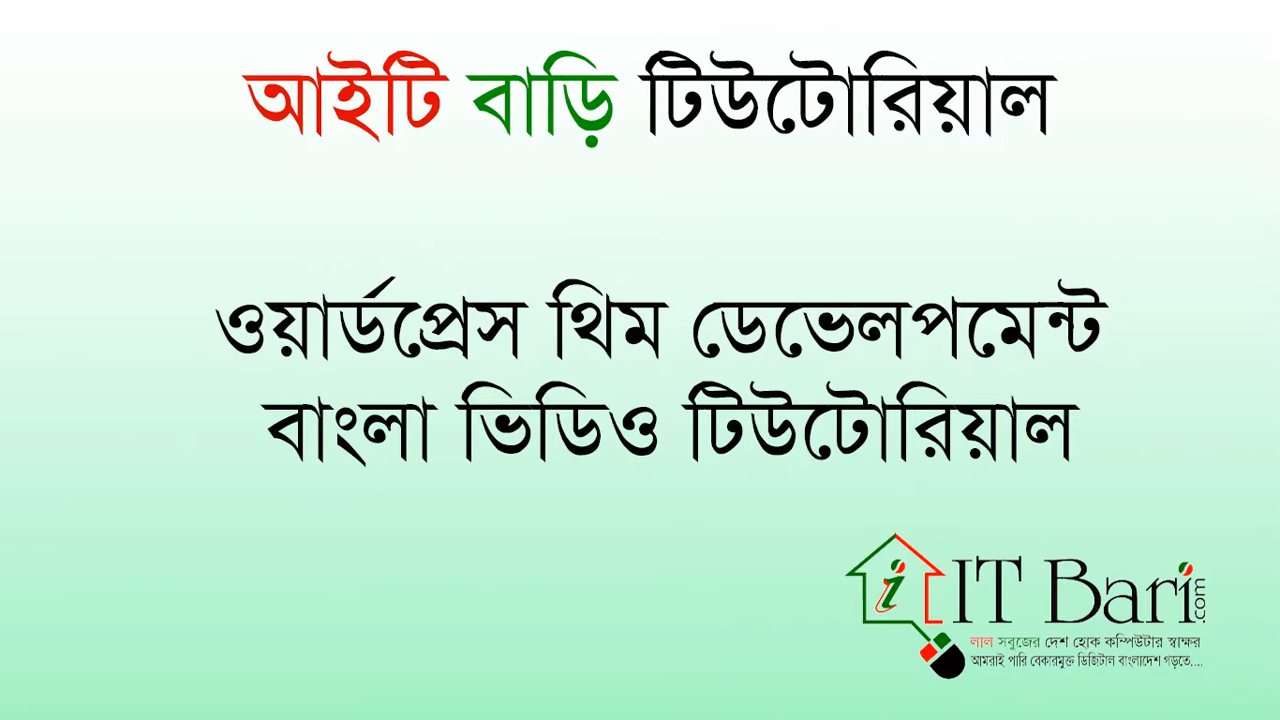 আইটি বাড়ি টিউটোরিয়াল
ওয়ার্ডপ্রেস থিম ডেভেলপমেন্ট
বাংলা ভিডিও টিউটোরিয়াল
i IT Bari .com
লাল সবুজের দেশ হোক কম্পিউটার স্বাক্ষর
আমরাই পারি বেকারমুক্ত ডিজিটাল বাংলাদেশ গড়তে....